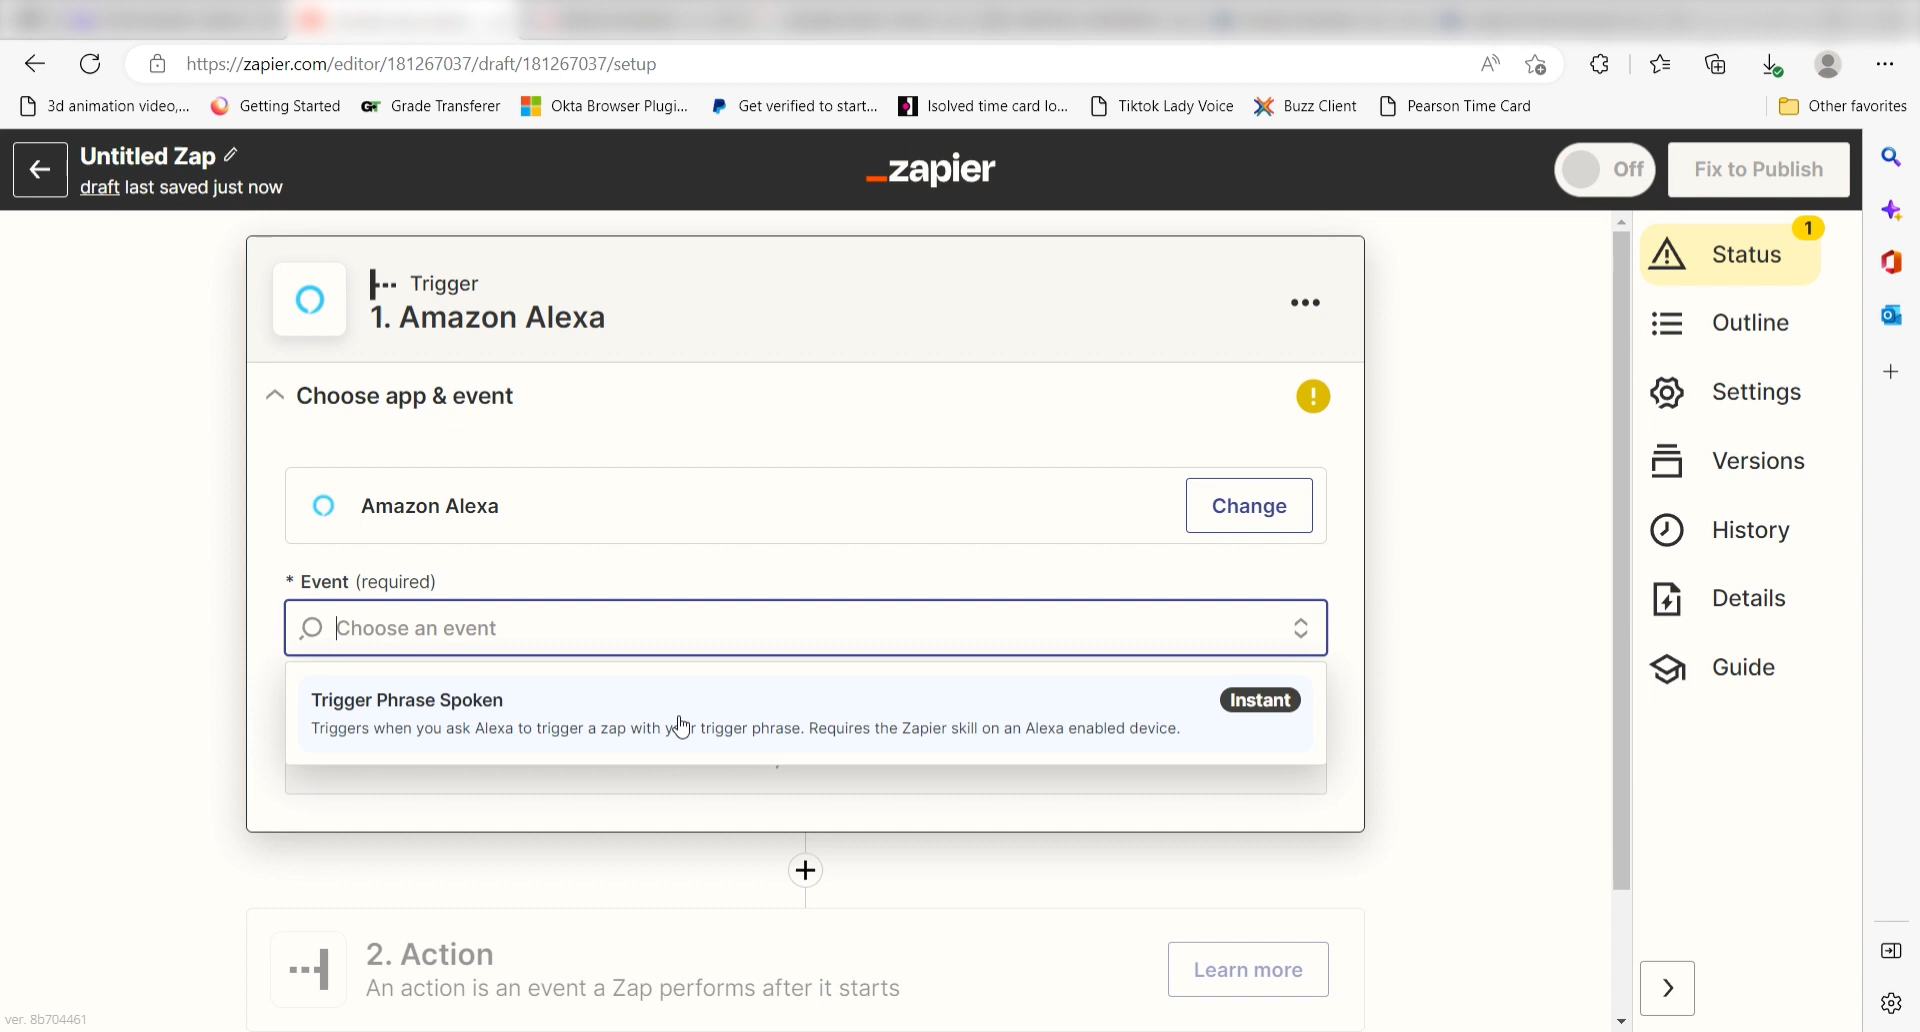 https://zapier.com/editor/181267037/draft/181267037/setup
3d animation video,... Getting Started GT Grade Transferer Okta Browser Plugi... Get verified to start... Isolved time card lo... Tiktok Lady Voice Buzz Client Pearson Time Card Other favorites
Untitled Zap
draft last saved just now
_zapier
Off
Fix to Publish
Trigger
1. Amazon Alexa
Choose app & event
Amazon Alexa
Change
* Event (required)
Choose an event
Trigger Phrase Spoken
Instant
Triggers when you ask Alexa to trigger a zap with your trigger phrase. Requires the Zapier skill on an Alexa enabled device.
2. Action
An action is an event a Zap performs after it starts
Learn more
ver. 8b704461
1
Status
Outline
Settings
Versions
History
Details
Guide